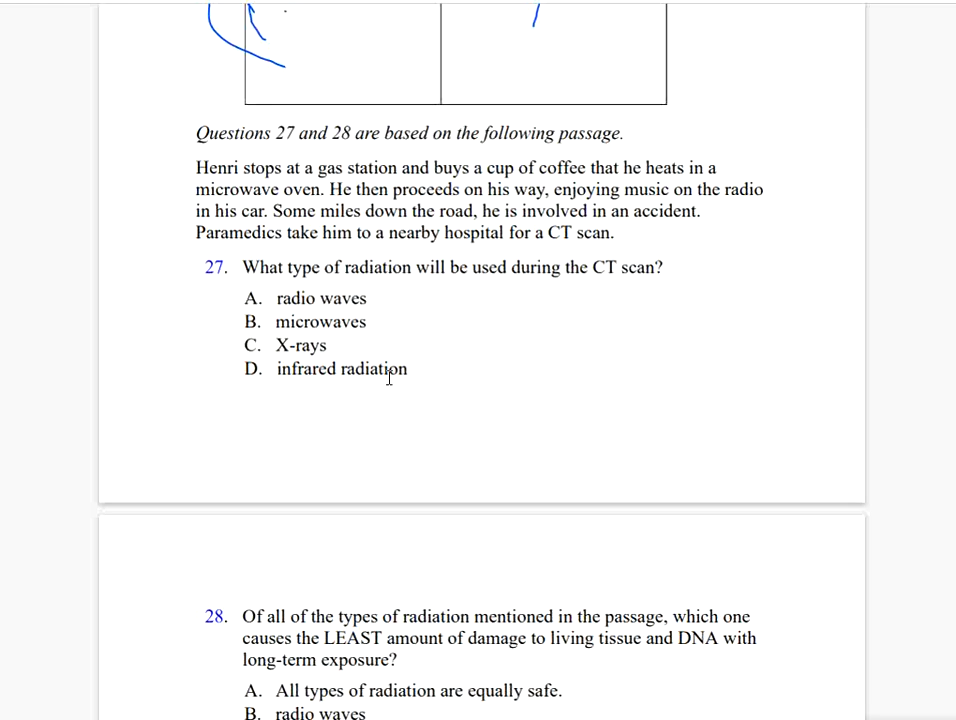 Questions 27 and 28 are based on the following passage.
Henri stops at a gas station and buys a cup of coffee that he heats in a
microwave oven. He then proceeds on his way, enjoying music on the radio
in his car. Some miles down the road, he is involved in an accident.
Paramedics take him to a nearby hospital for a CT scan.
27. What type of radiation will be used during the CT scan?
A. radio waves
B. microwaves
C. X-rays
D. infrared radiation
28. Of all of the types of radiation mentioned in the passage, which one
causes the LEAST amount of damage to living tissue and DNA with
long-term exposure?
A. All types of radiation are equally safe.
B. radio waves